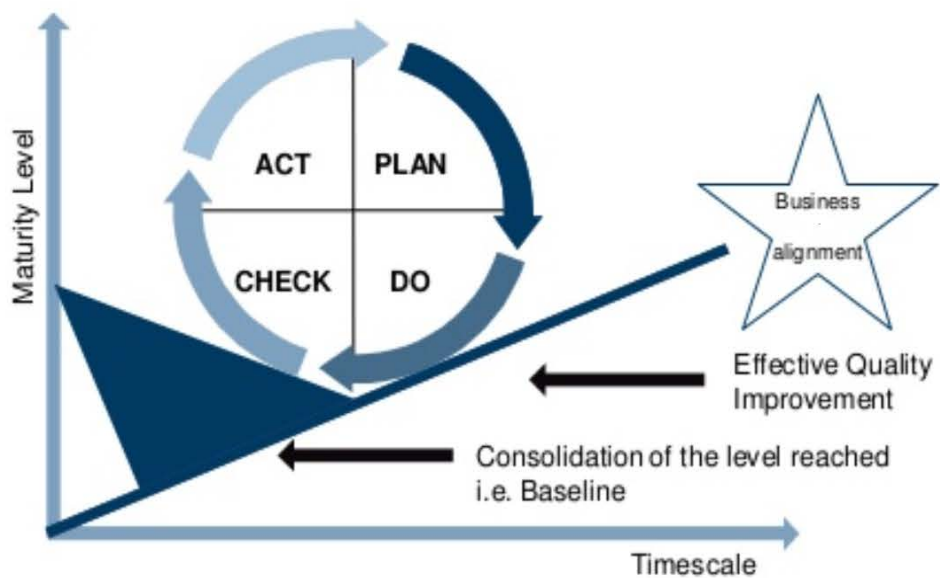 Maturity Level
ACT
PLAN
CHECK
DO
Business
alignment
Effective Quality
Improvement
Consolidation of the level reached
i.e. Baseline
Timescale